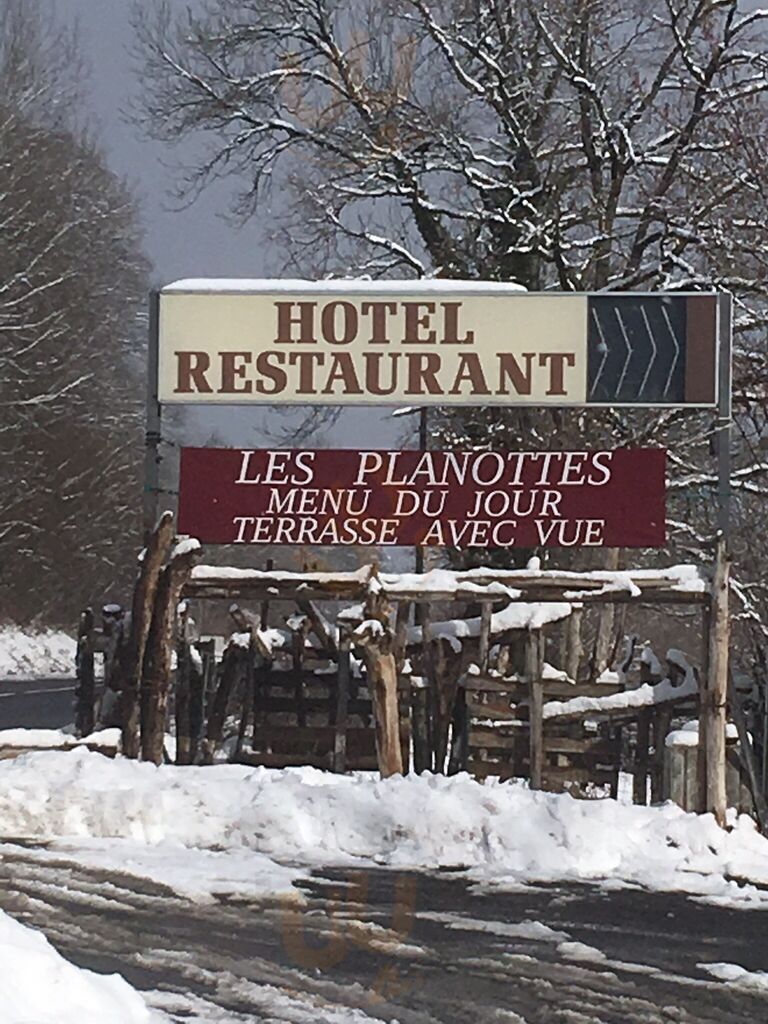 HOTEL
RESTAURANT
LES PLANOTTES
MENU DU JOUR
TERRASSE AVEC VUE